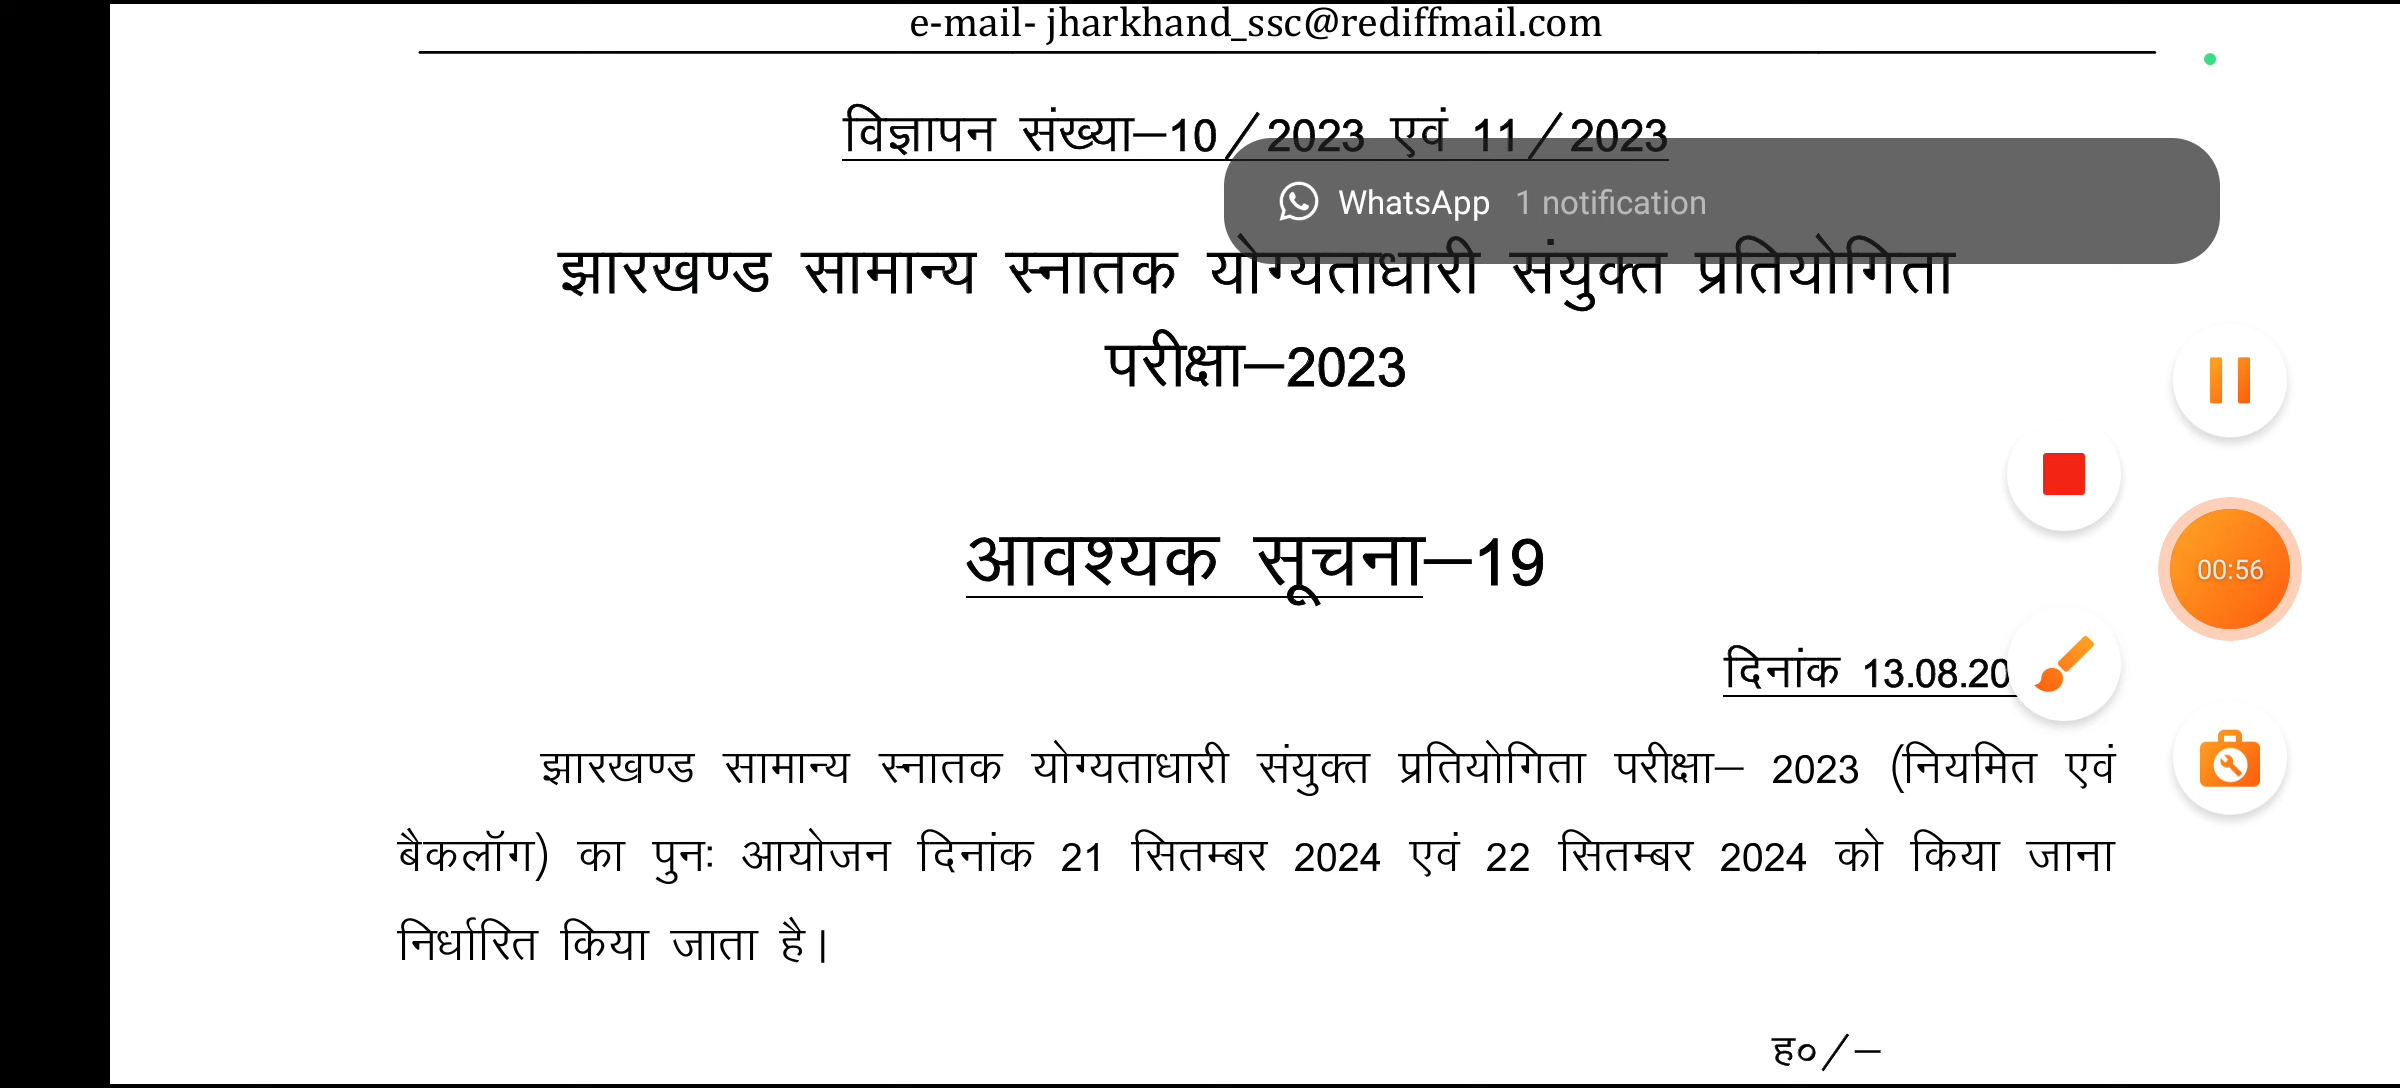 e-mail- jharkhand_ssc@rediffmail.com
विज्ञापन संख्या–10/2023 एवं 11/2023
WhatsApp 1 notification
झारखण्ड सामान्य स्नातक योग्यताधारी संयुक्त प्रतियोगिता
परीक्षा–2023
आवश्यक सूचना–19
00:56
दिनांक 13.08.20
झारखण्ड सामान्य स्नातक योग्यताधारी संयुक्त प्रतियोगिता परीक्षा– 2023 (नियमित एवं
बैकलॉग) का पुनः आयोजन दिनांक 21 सितम्बर 2024 एवं 22 सितम्बर 2024 को किया जाना
निर्धारित किया जाता है।
ह०/–